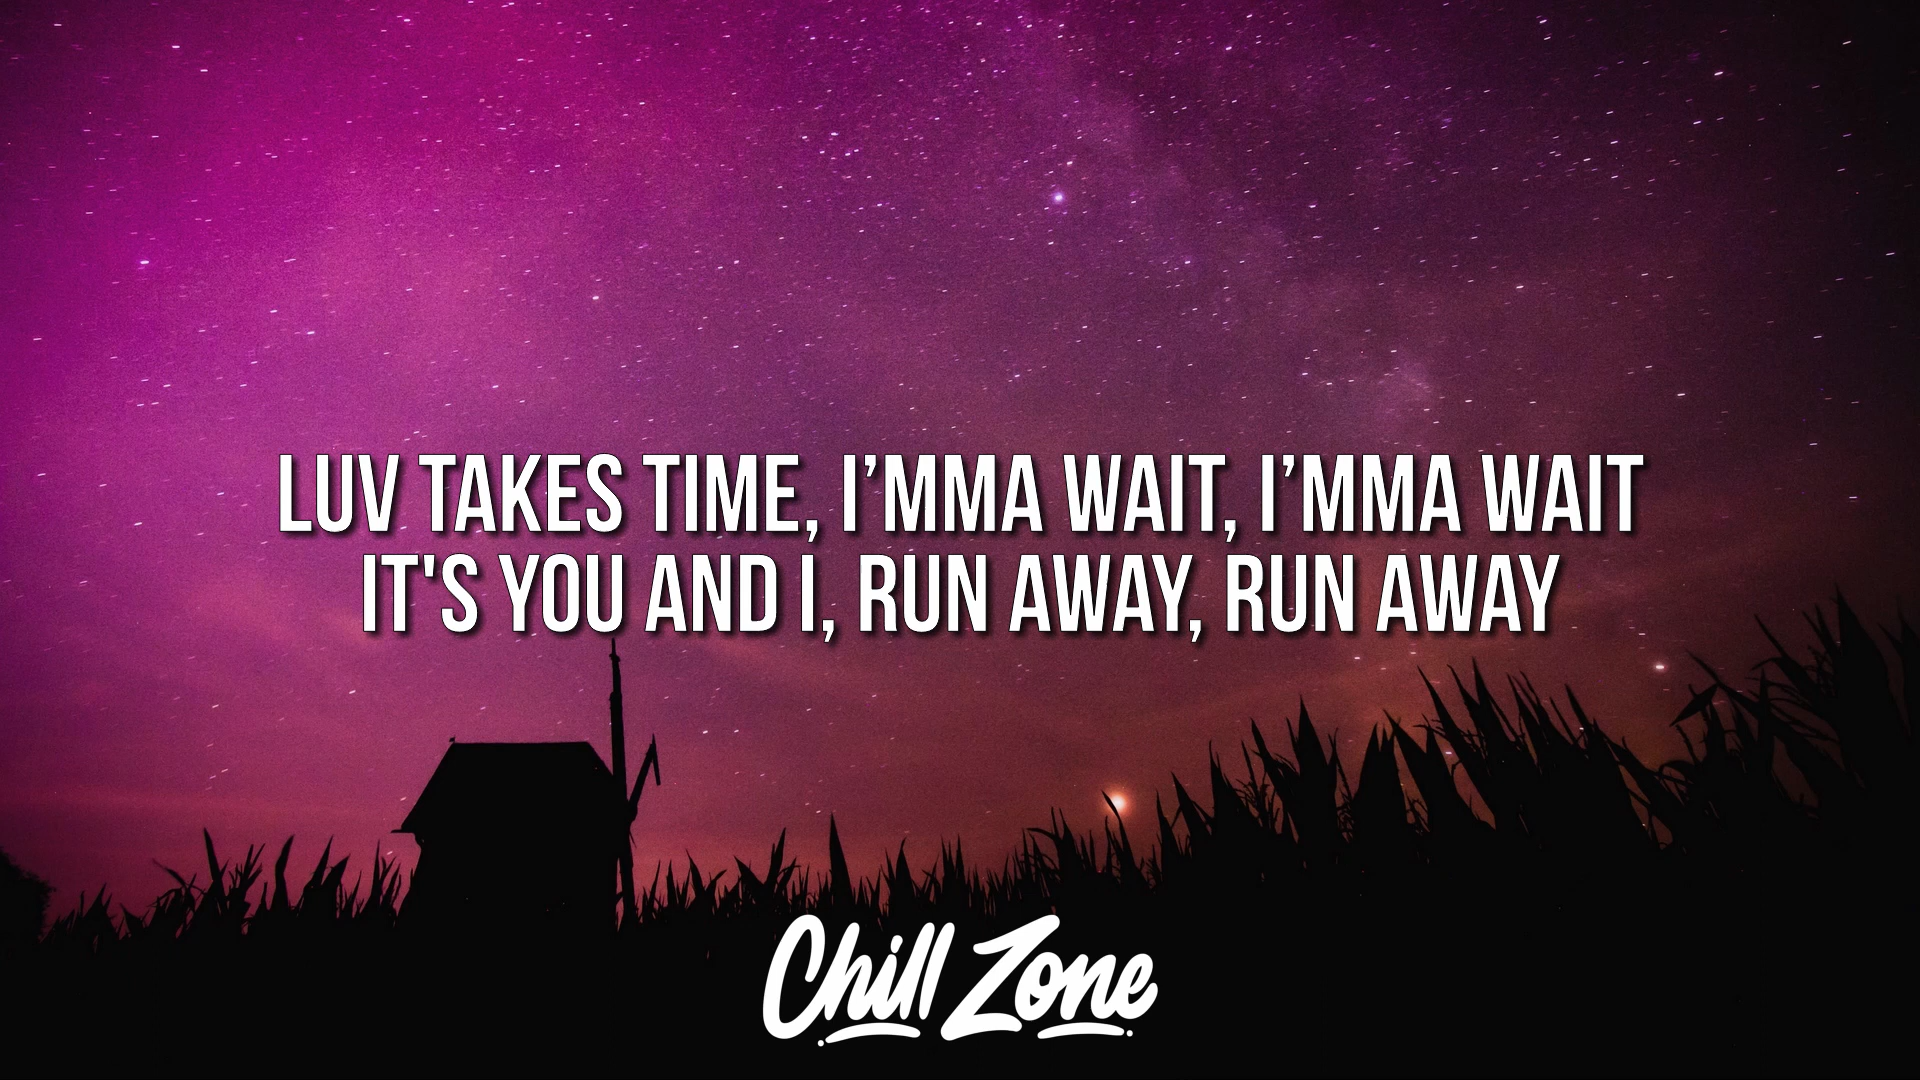 LUV TAKES TIME, I’MMA WAIT, I’MMA WAIT
IT'S YOU AND I, RUN AWAY, RUN AWAY
Chill Zone